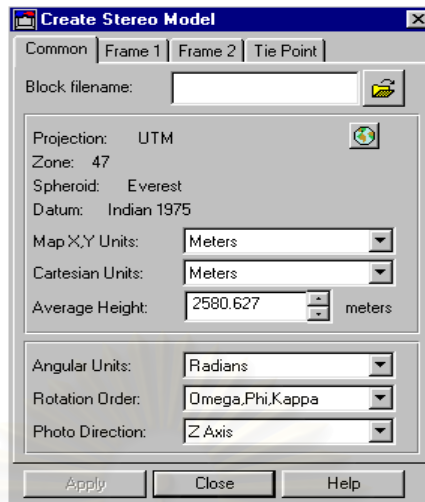 Create Stereo Model
Common Frame 1 Frame 2 Tie Point
Block filename:
Projection: UTM
Zone: 47
Spheroid: Everest
Datum: Indian 1975
Map X,Y Units: Meters
Cartesian Units: Meters
Average Height: 2580.627 meters
Angular Units: Radians
Rotation Order: Omega,Phi,Kappa
Photo Direction: Z Axis
Apply Close Help